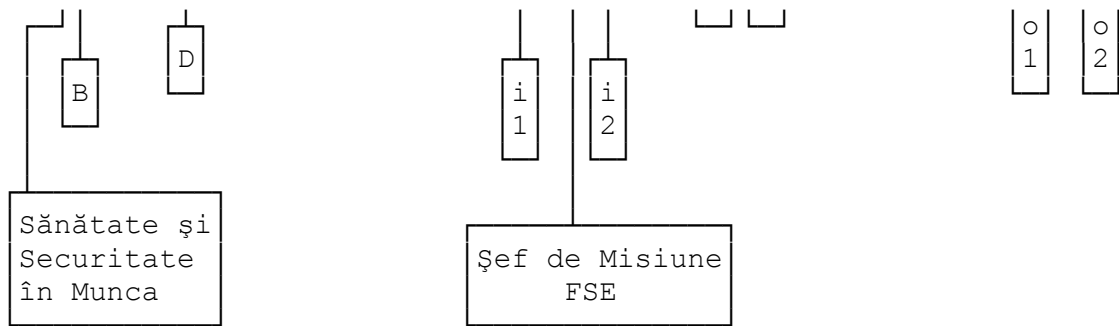 o o
1 2
D
B
i i
1 2
Sănătate şi
Securitate
în Munca
Şef de Misiune
FSE